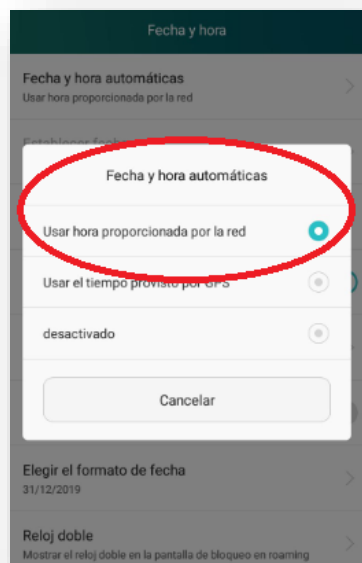 Fecha y hora
Fecha y hora automáticas
Usar hora proporcionada por la red
Establecer fecha
Fecha y hora automáticas
Usar hora proporcionada por la red
Usar el tiempo provisto por GPS
desactivado
Cancelar
Elegir el formato de fecha
31/12/2019
Reloj doble
Mostrar el reloj doble en la pantalla de bloqueo en roaming